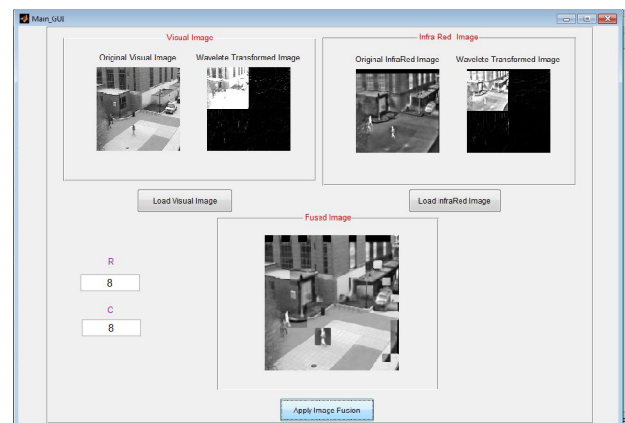 Main_GUI
Visual Image
Original Visual Image
Wavelete Transformed Image
Infra Red Image
Original InfraRed Image
Wavelete Transformed Image
Load Visual Image
Load InfraRed Image
Fused Image
R
8
C
8
Apply Image Fusion